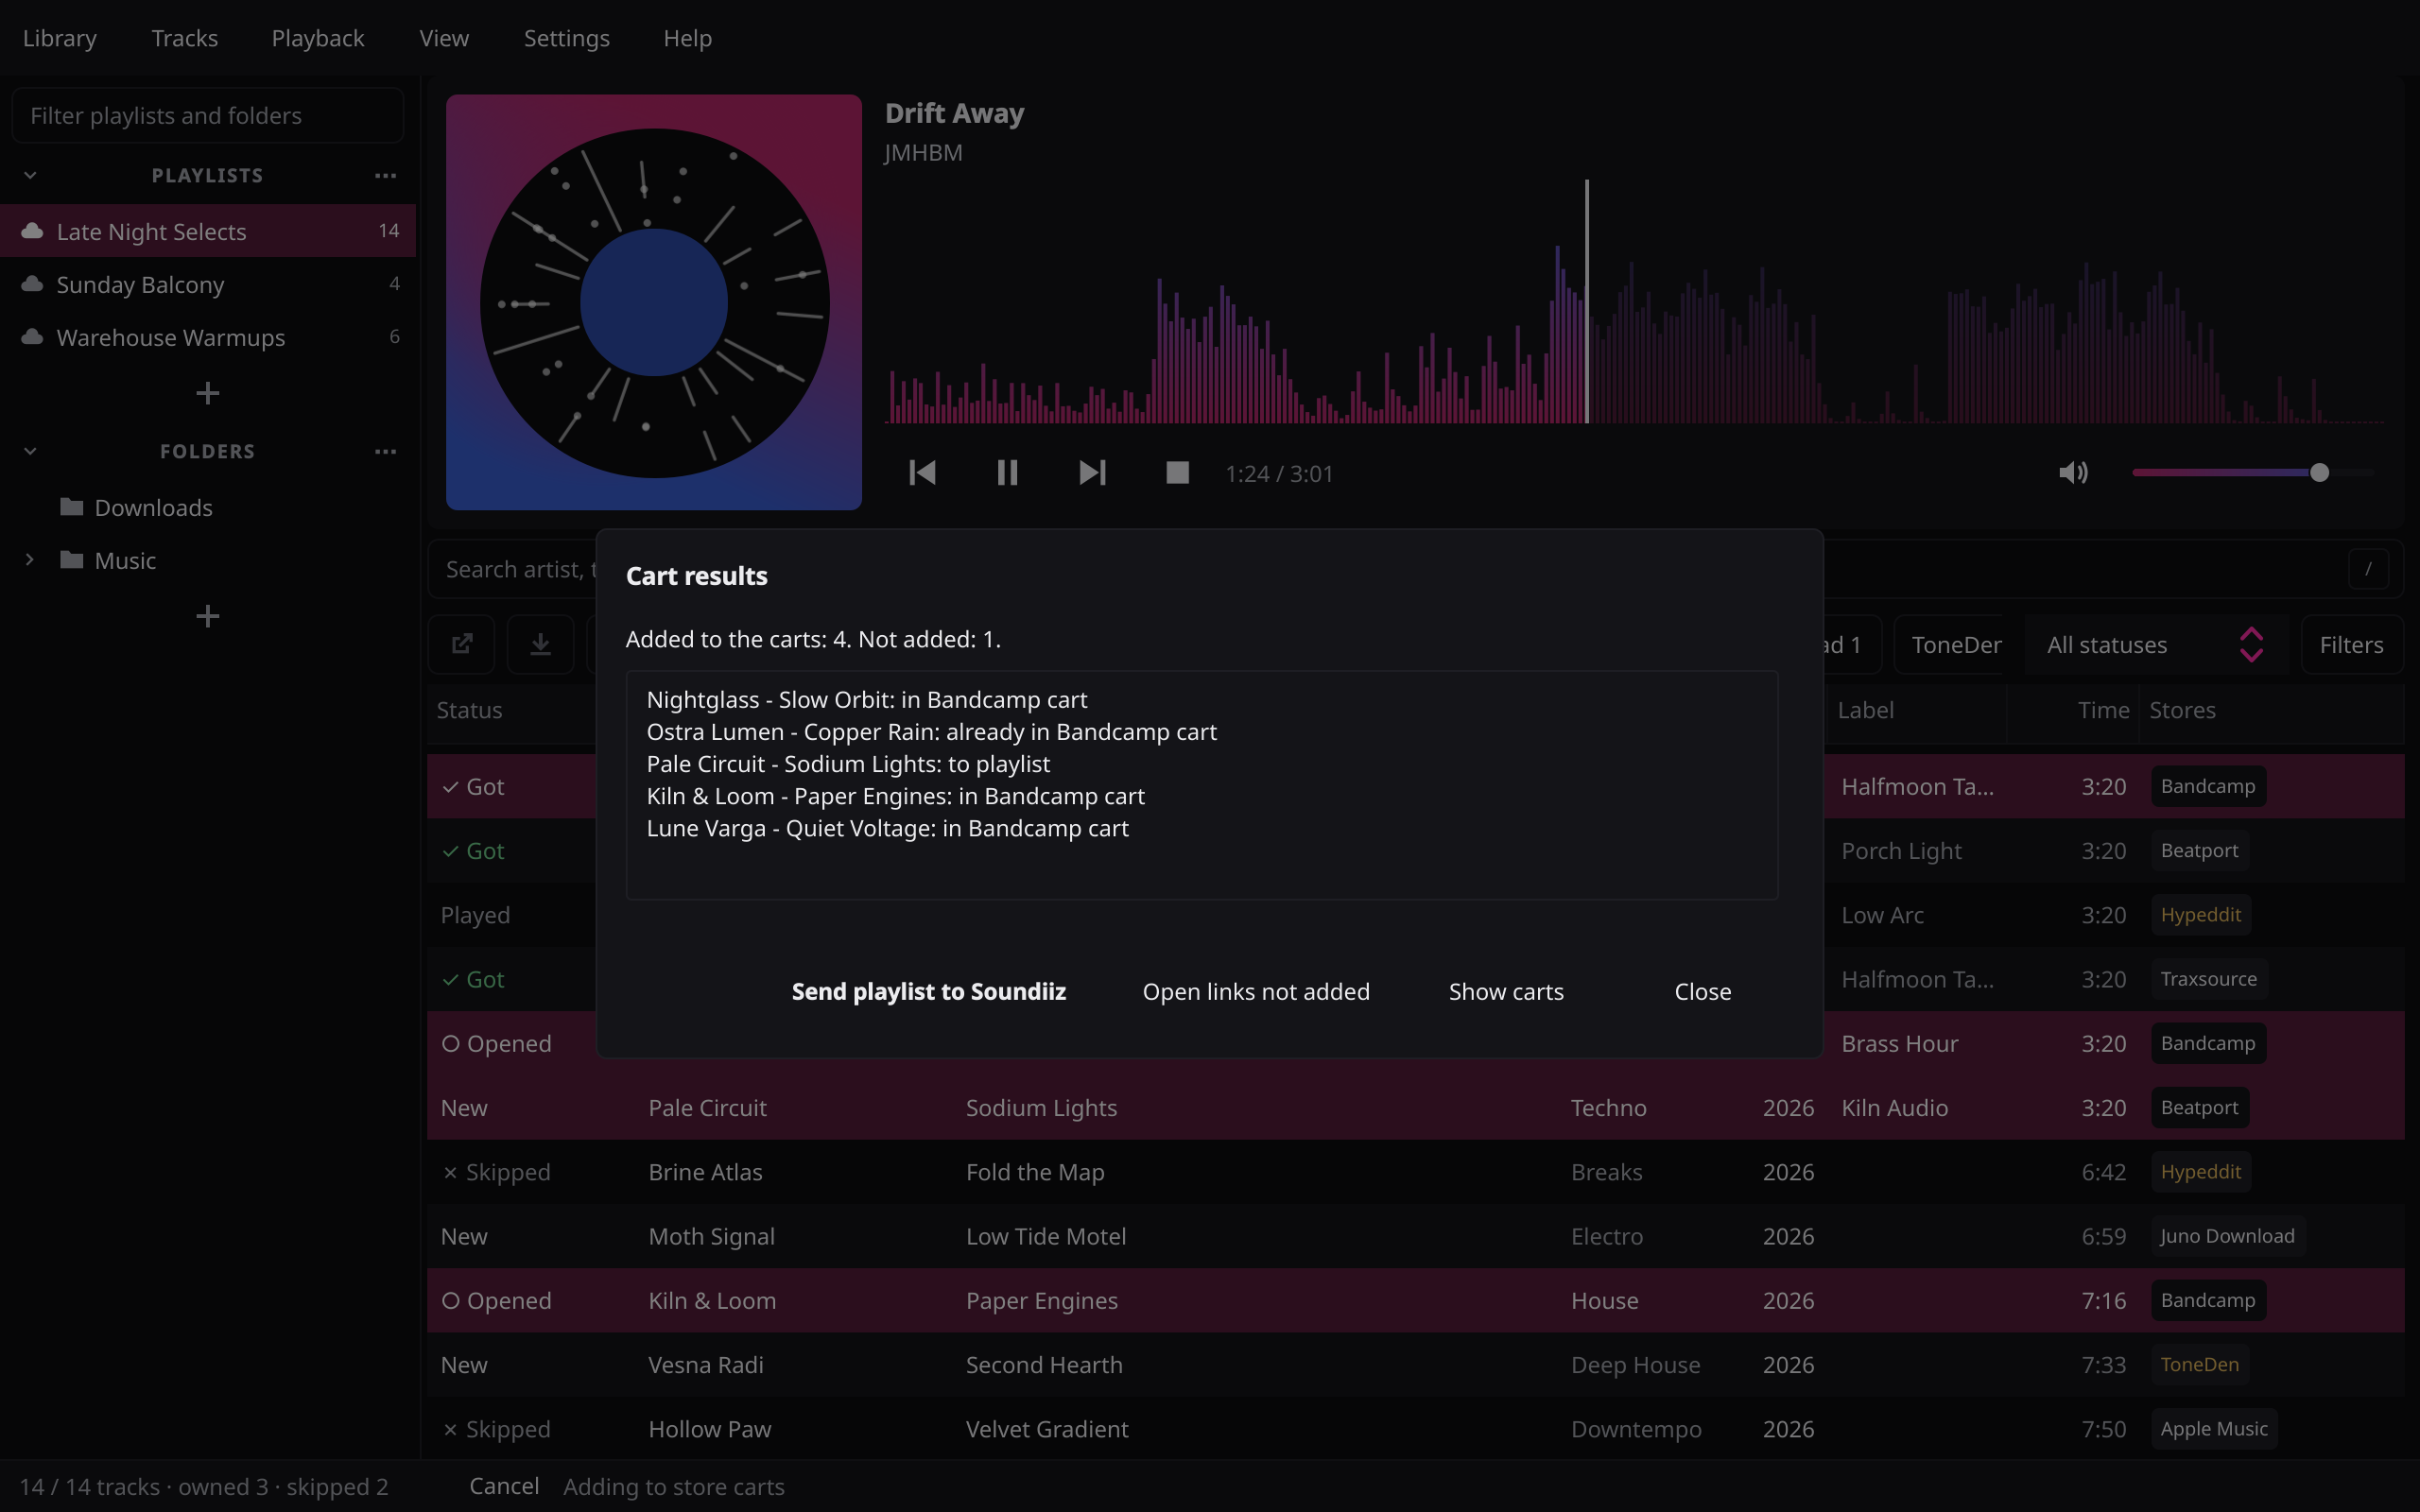 Library Tracks Playback View Settings Help
Filter playlists and folders
PLAYLISTS ...
Late Night Selects 14
Sunday Balcony 4
Warehouse Warmups 6
+
FOLDERS ...
Downloads
Music
+
Drift Away
JMHBM
1:24 / 3:01
Search artist, /
ToneDen
All statuses
Filters
Cart results
Added to the carts: 4. Not added: 1.
Nightglass - Slow Orbit: in Bandcamp cart
Ostra Lumen - Copper Rain: already in Bandcamp cart
Pale Circuit - Sodium Lights: to playlist
Kiln & Loom - Paper Engines: in Bandcamp cart
Lune Varga - Quiet Voltage: in Bandcamp cart
Send playlist to Soundiiz Open links not added Show carts Close
Status Label Time Stores
Got Halfmoon Ta... 3:20 Bandcamp
Got Porch Light 3:20 Beatport
Played Low Arc 3:20 Hypeddit
Got Halfmoon Ta... 3:20 Traxsource
Opened Brass Hour 3:20 Bandcamp
New Pale Circuit Sodium Lights Techno 2026 Kiln Audio 3:20 Beatport
Skipped Brine Atlas Fold the Map Breaks 2026 6:42 Hypeddit
New Moth Signal Low Tide Motel Electro 2026 6:59 Juno Download
Opened Kiln & Loom Paper Engines House 2026 7:16 Bandcamp
New Vesna Radi Second Hearth Deep House 2026 7:33 ToneDen
Skipped Hollow Paw Velvet Gradient Downtempo 2026 7:50 Apple Music
14 / 14 tracks · owned 3 · skipped 2 Cancel Adding to store carts